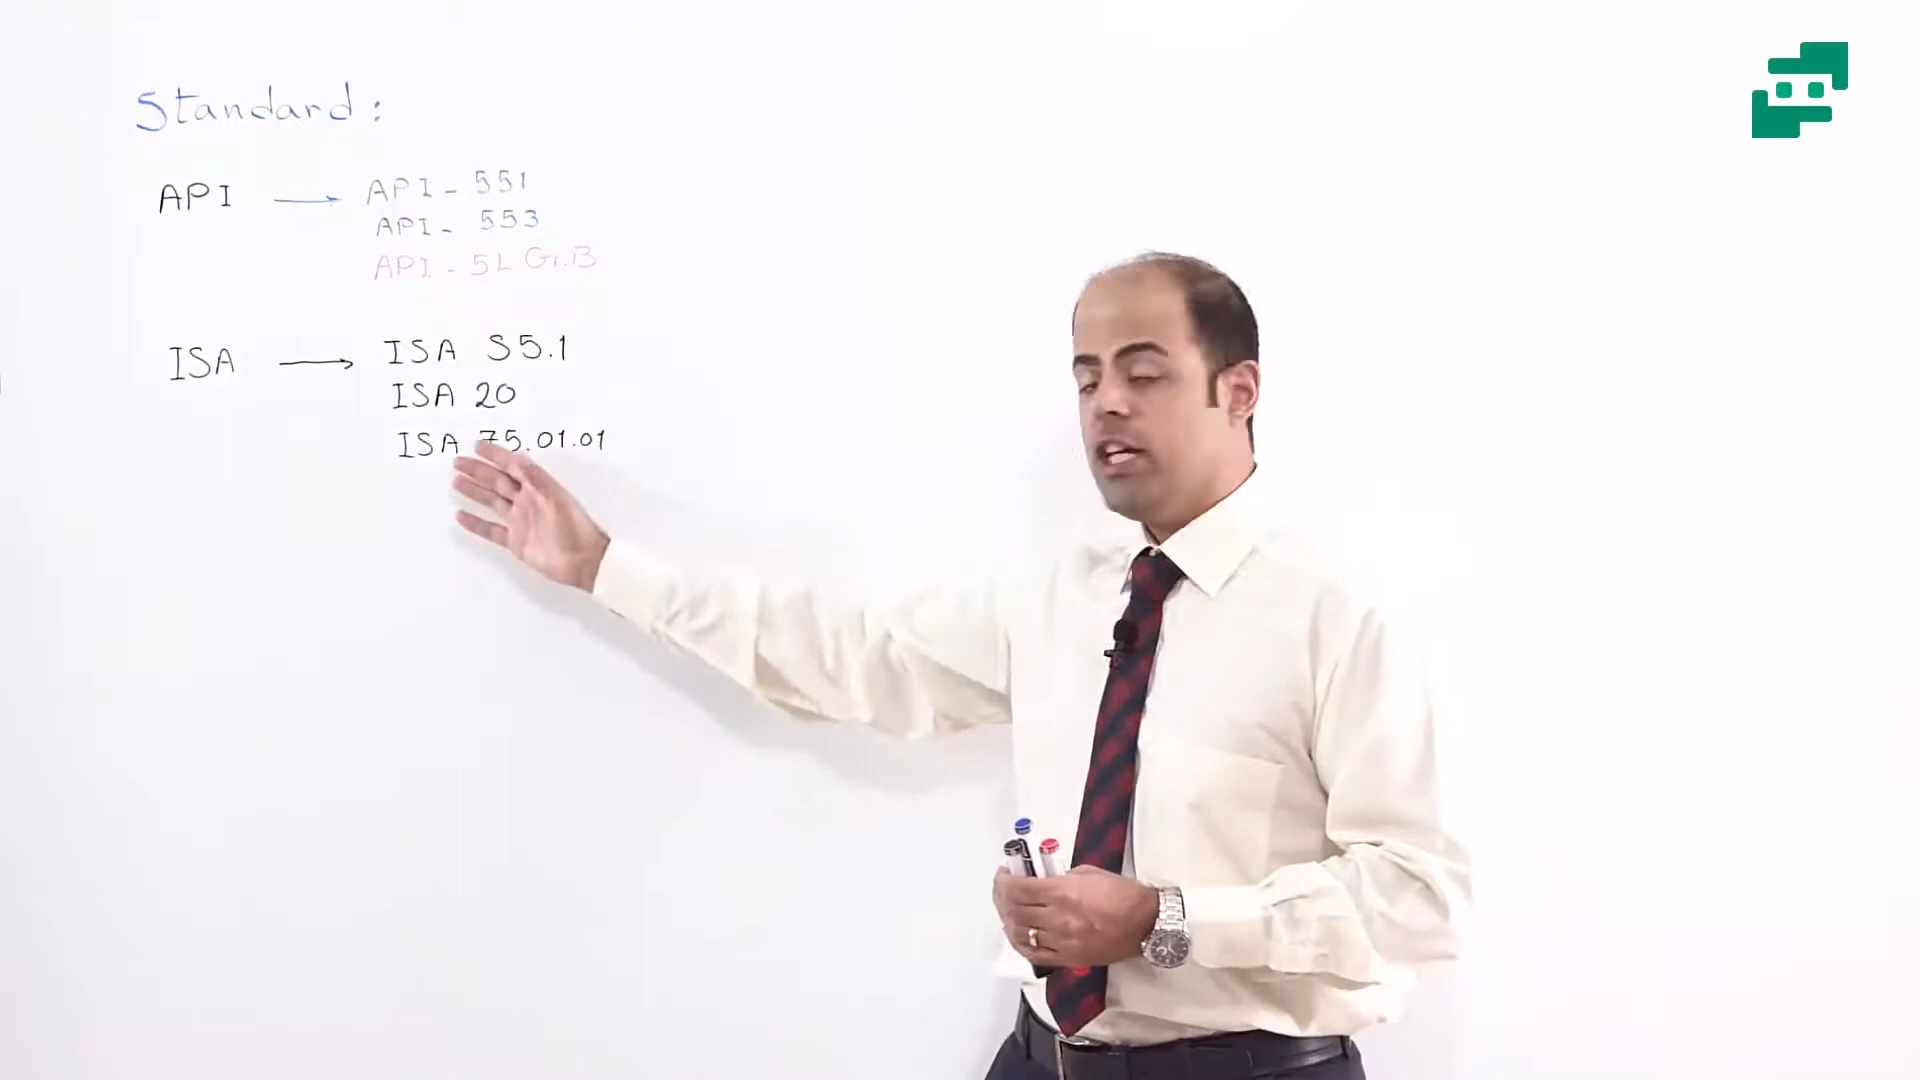 Standard:
API → API - 551
API - 553
API - 5L Gr.B
ISA → ISA S5.1
ISA 20
ISA 75.01.01